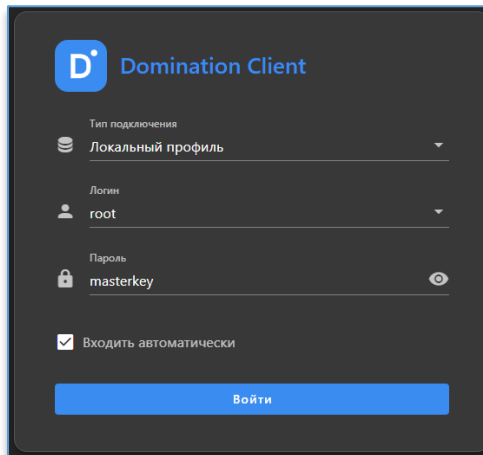 D
Domination Client
Тип подключения
Локальный профиль
Логин
root
Пароль
masterkey
Входить автоматически
Войти